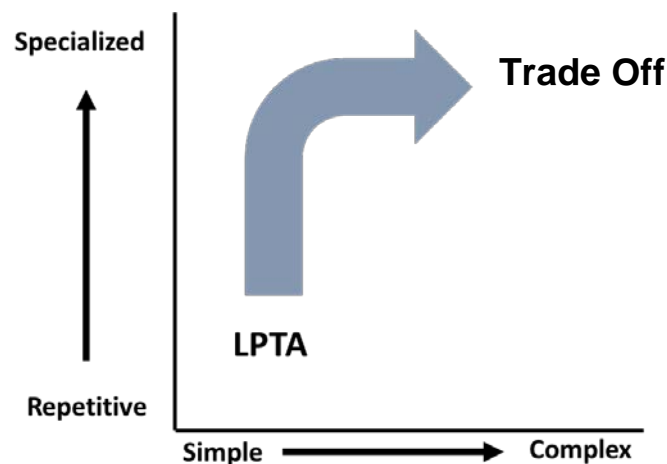 Specialized
Trade Off
LPTA
Repetitive
Simple
Complex